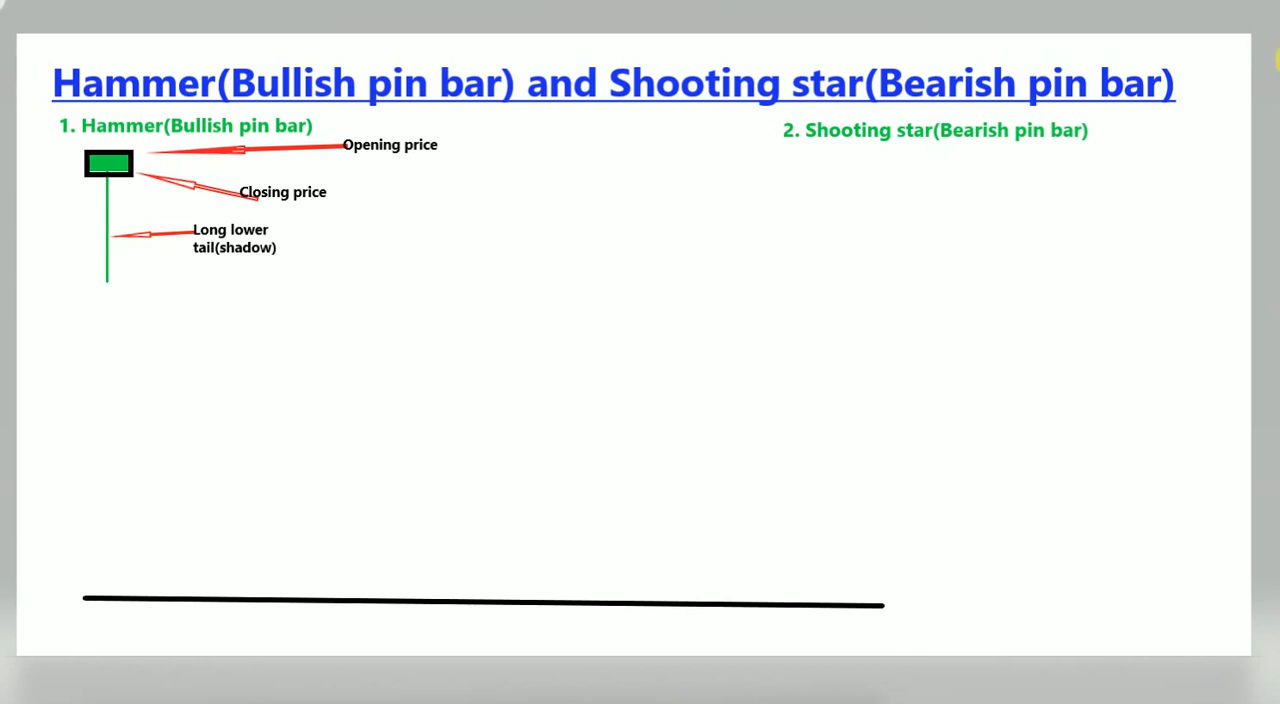 Hammer(Bullish pin bar) and Shooting star(Bearish pin bar)
1. Hammer(Bullish pin bar)
Opening price
Closing price
Long lower
tail(shadow)
2. Shooting star(Bearish pin bar)